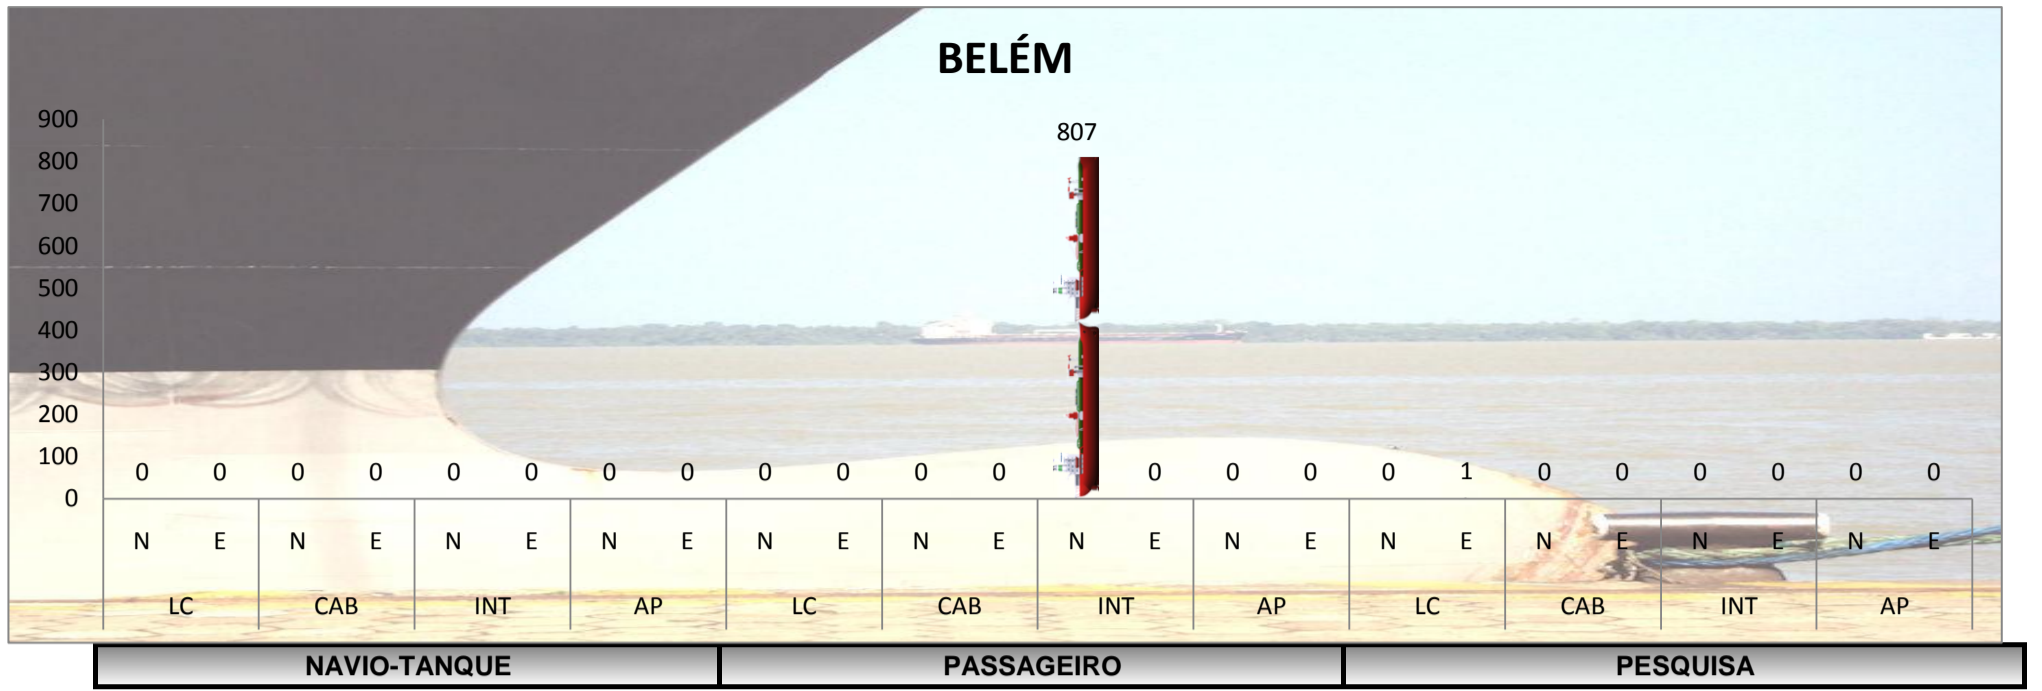 BELÉM
900
800
700
600
500
400
300
200
100
0
807
0 0 0 0 0 0 0 0 0 0 0 0 0 0 0 0 1 0 0 0 0 0 0
N E N E N E N E N E N E N E N E N E N E N E N E
LC CAB INT AP LC CAB INT AP LC CAB INT AP
NAVIO-TANQUE PASSAGEIRO PESQUISA